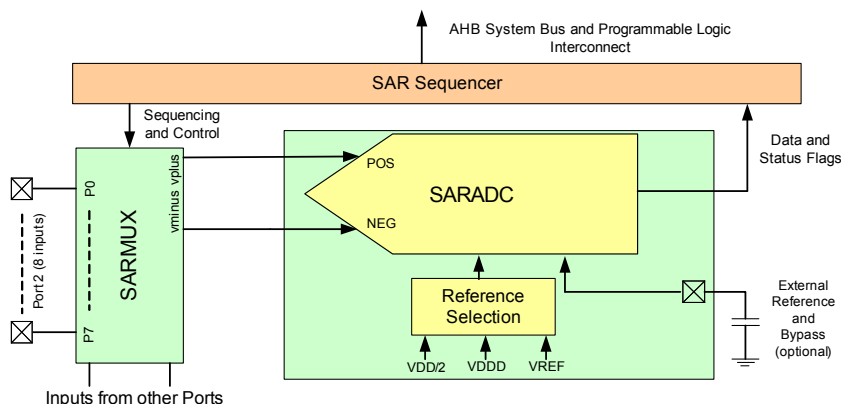 AHB System Bus and Programmable Logic
Interconnect
SAR Sequencer
Sequencing
and Control
Data and
Status Flags
vminus vplus
POS
NEG
SARADC
P0
Port 2 (8 inputs)
SARMUX
P7
Reference
Selection
External
Reference
and
Bypass
(optional)
VDD/2
VDDD
VREF
Inputs from other Ports